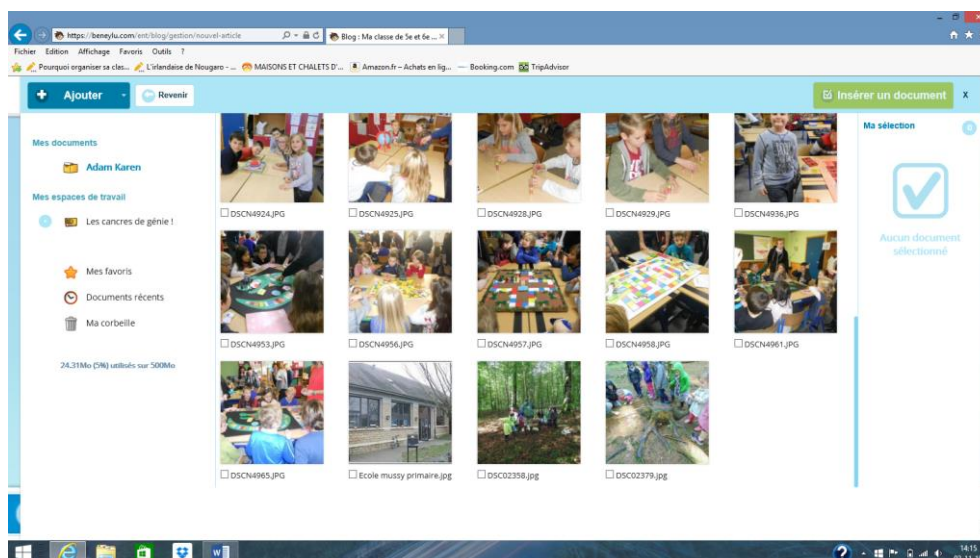 https://beneylu.com/ent/blog/gestion/nouvel-article
Blog : Ma classe de 5e et 6e ...
Fichier Edition Affichage Favoris Outils ?
Pourquoi organiser sa clas... L'irlandaise de Nougaro - ... MAISONS ET CHALETS D'... Amazon.fr – Achats en lig... Booking.com TripAdvisor
Ajouter Revenir Insérer un document x
Ma sélection
Mes documents
Adam Karen
Mes espaces de travail
Les cancres de génie !
Mes favoris
Documents récents
Ma corbeille
24.31Mo (5%) utilisés sur 500Mo
DSCN4924.JPG DSCN4925.JPG DSCN4928.JPG DSCN4929.JPG DSCN4936.JPG
DSCN4953.JPG DSCN4956.JPG DSCN4957.JPG DSCN4958.JPG DSCN4961.JPG
DSCN4965.JPG Ecole mussy primaire.jpg DSC02358.jpg DSC02379.jpg
Aucun document
sélectionné